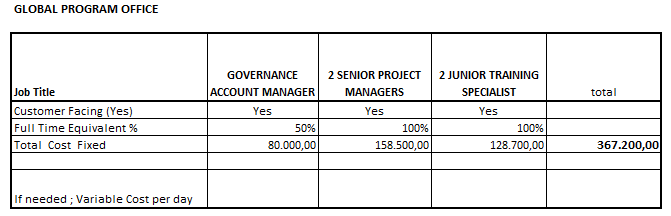 GLOBAL PROGRAM OFFICE
Job Title GOVERNANCE ACCOUNT MANAGER 2 SENIOR PROJECT MANAGERS 2 JUNIOR TRAINING SPECIALIST total
Customer Facing (Yes) Yes Yes Yes
Full Time Equivalent % 50% 100% 100%
Total Cost Fixed 80.000,00 158.500,00 128.700,00 367.200,00
If needed ; Variable Cost per day